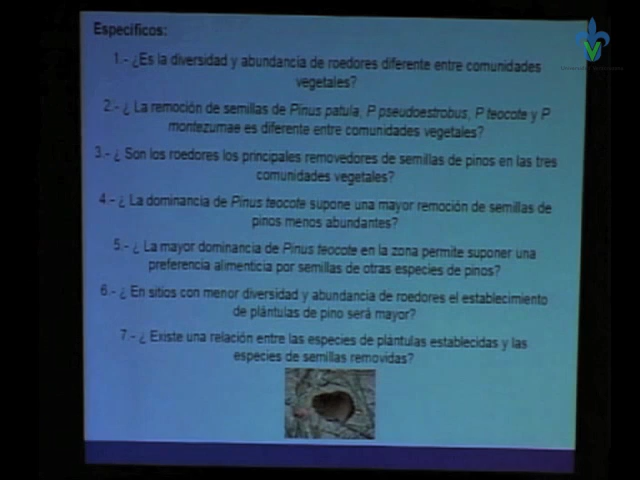 Específicos:
1.- ¿Es la diversidad y abundancia de roedores diferente entre comunidades
vegetales?
2.- ¿ La remoción de semillas de Pinus patula, P pseudoestrobus, P teocote y P
montezumae es diferente entre comunidades vegetales?
3.- ¿ Son los roedores los principales removedores de semillas de pinos en las tres
comunidades vegetales?
4.- ¿ La dominancia de Pinus teocote supone una mayor remoción de semillas de
pinos menos abundantes?
5.- ¿ La mayor dominancia de Pinus teocote en la zona permite suponer una
preferencia alimenticia por semillas de otras especies de pinos?
6.- ¿ En sitios con menor diversidad y abundancia de roedores el establecimiento
de plántulas de pino será mayor?
7.- ¿ Existe una relación entre las especies de plántulas establecidas y las
especies de semillas removidas?